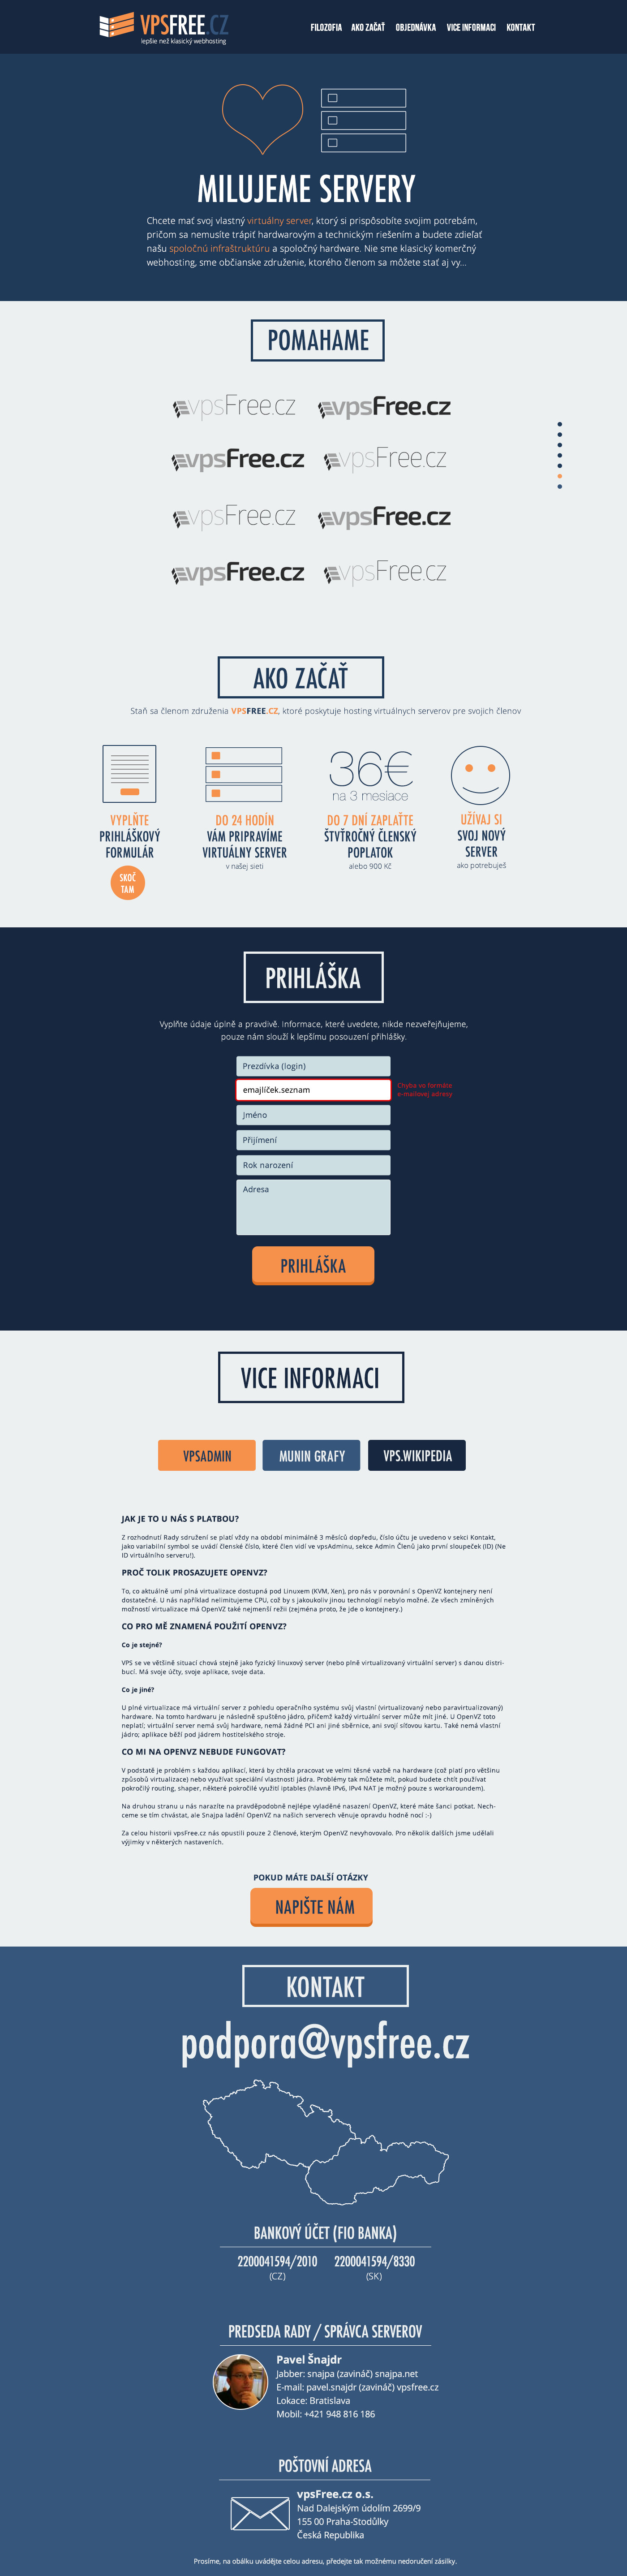 VPSFREE.CZ
lepšie než klasický webhosting
FILOZOFIA AKO ZAČAŤ OBJEDNÁVKA VICE INFORMACI KONTAKT
MILUJEME SERVERY
Chcete mať svoj vlastný virtuálny server, ktorý si prispôsobíte svojim potrebám,
pričom sa nemusíte trápiť hardwarovým a technickým riešením a budete zdieľať
našu spoločnú infraštruktúru a spoločný hardware. Nie sme klasický komerčný
webhosting, sme občianske združenie, ktorého členom sa môžete stať aj vy...
POMAHAME
vpsFree.cz vpsFree.cz
vpsFree.cz vpsFree.cz
vpsFree.cz vpsFree.cz
vpsFree.cz vpsFree.cz
AKO ZAČAŤ
Staň sa členom združenia VPSFREE.CZ, ktoré poskytuje hosting virtuálnych serverov pre svojich členov
VYPLŇTE
PRIHLÁŠKOVÝ
FORMULÁR
SKOČ
TAM
DO 24 HODÍN
VÁM PRIPRAVÍME
VIRTUÁLNY SERVER
v našej sieti
36€
na 3 mesiace
DO 7 DNÍ ZAPLAŤTE
ŠTVŤROČNÝ ČLENSKÝ
POPLATOK
alebo 900 Kč
UŽÍVAJ SI
SVOJ NOVÝ
SERVER
ako potrebuješ
PRIHLÁŠKA
Vyplňte údaje úplně a pravdivě. Informace, které uvedete, nikde nezveřejňujeme,
pouze nám slouží k lepšímu posouzení přihlášky.
Prezdívka (login)
emajlíček.seznam
Chyba vo formáte
e-mailovej adresy
Jméno
Přijímení
Rok narození
Adresa
PRIHLÁŠKA
VICE INFORMACI
VPSADMIN MUNIN GRAFY VPS.WIKIPEDIA
JAK JE TO U NÁS S PLATBOU?
Z rozhodnutí Rady sdružení se platí vždy na období minimálně 3 měsíců dopředu, číslo účtu je uvedeno v sekci Kontakt,
jako variabilní symbol se uvádí členské číslo, které člen vidí ve vpsAdminu, sekce Admin Členů jako první sloupeček (ID) (Ne
ID virtuálního serveru!).
PROČ TOLIK PROSAZUJETE OPENVZ?
To, co aktuálně umí plná virtualizace dostupná pod Linuxem (KVM, Xen), pro nás v porovnání s OpenVZ kontejnery není
dostatečné. U nás například nelimitujeme CPU, což by s jakoukoliv jinou technologií nebylo možné. Ze všech zmíněných
možností virtualizace má OpenVZ také nejmenší režii (zejména proto, že jde o kontejnery.)
CO PRO MĚ ZNAMENÁ POUŽITÍ OPENVZ?
Co je stejné?
VPS se ve většině situací chová stejně jako fyzický linuxový server (nebo plně virtualizovaný virtuální server) s danou distri-
bucí. Má svoje účty, svoje aplikace, svoje data.
Co je jiné?
U plné virtualizace má virtuální server z pohledu operačního systému svůj vlastní (virtualizovaný nebo paravirtualizovaný)
hardware. Na tomto hardwaru je následně spuštěno jádro, přičemž každý virtuální server může mít jiné. U OpenVZ toto
neplatí; virtuální server nemá svůj hardware, nemá žádné PCI ani jiné sběrnice, ani svojí síťovou kartu. Také nemá vlastní
jádro; aplikace běží pod jádrem hostitelského stroje.
CO MI NA OPENVZ NEBUDE FUNGOVAT?
V podstatě je problém s každou aplikací, která by chtěla pracovat ve velmi těsné vazbě na hardware (což platí pro většinu
způsobů virtualizace) nebo využívat speciální vlastnosti jádra. Problémy tak můžete mít, pokud budete chtít používat
pokročilý routing, shaper, některé pokročilé využití iptables (hlavně IPv6, IPv4 NAT je možný pouze s workaroundem).
Na druhou stranu u nás narazíte na pravděpodobně nejlépe vyladěné nasazení OpenVZ, které máte šanci potkat. Nech-
ceme se tím chvástat, ale Snajpa ladění OpenVZ na našich serverech věnuje opravdu hodně nocí :-)
Za celou historii vpsFree.cz nás opustili pouze 2 členové, kterým OpenVZ nevyhovovalo. Pro několik dalších jsme udělali
výjimky v některých nastaveních.
POKUD MÁTE DALŠÍ OTÁZKY
NAPIŠTE NÁM
KONTAKT
podpora@vpsfree.cz
BANKOVÝ ÚČET (FIO BANKA)
2200041594/2010 2200041594/8330
(CZ) (SK)
PREDSEDA RADY / SPRÁVCA SERVEROV
Pavel Šnajdr
Jabber: snajpa (zavináč) snajpa.net
E-mail: pavel.snajdr (zavináč) vpsfree.cz
Lokace: Bratislava
Mobil: +421 948 816 186
POŠTOVNÍ ADRESA
vpsFree.cz o.s.
Nad Dalejským údolím 2699/9
155 00 Praha-Stodůlky
Česká Republika
Prosíme, na obálku uvádějte celou adresu, předejte tak možnému nedoručení zásilky.